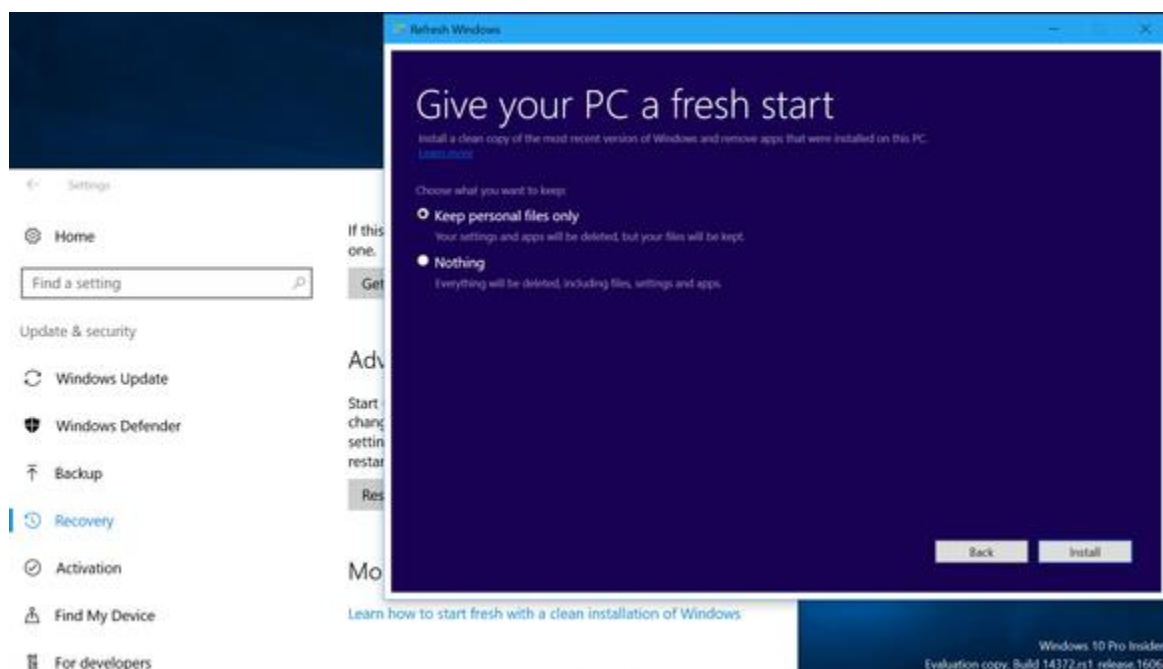 Refresh Windows
Give your PC a fresh start
Install a clean copy of the most recent version of Windows and remove apps that were installed on this PC.
Learn more
Choose what you want to keep:
Keep personal files only
Your settings and apps will be deleted, but your files will be kept.
Nothing
Everything will be deleted, including files, settings and apps.
Back
Install
Settings
Home
Find a setting
Update & security
Windows Update
Windows Defender
Backup
Recovery
Activation
Find My Device
For developers
If this
one.
Get
Adv
Start
chang
settin
restar
Res
Mo
Learn how to start fresh with a clean installation of Windows
Windows 10 Pro Insider
Evaluation copy. Build 14372.rs1_release.1606